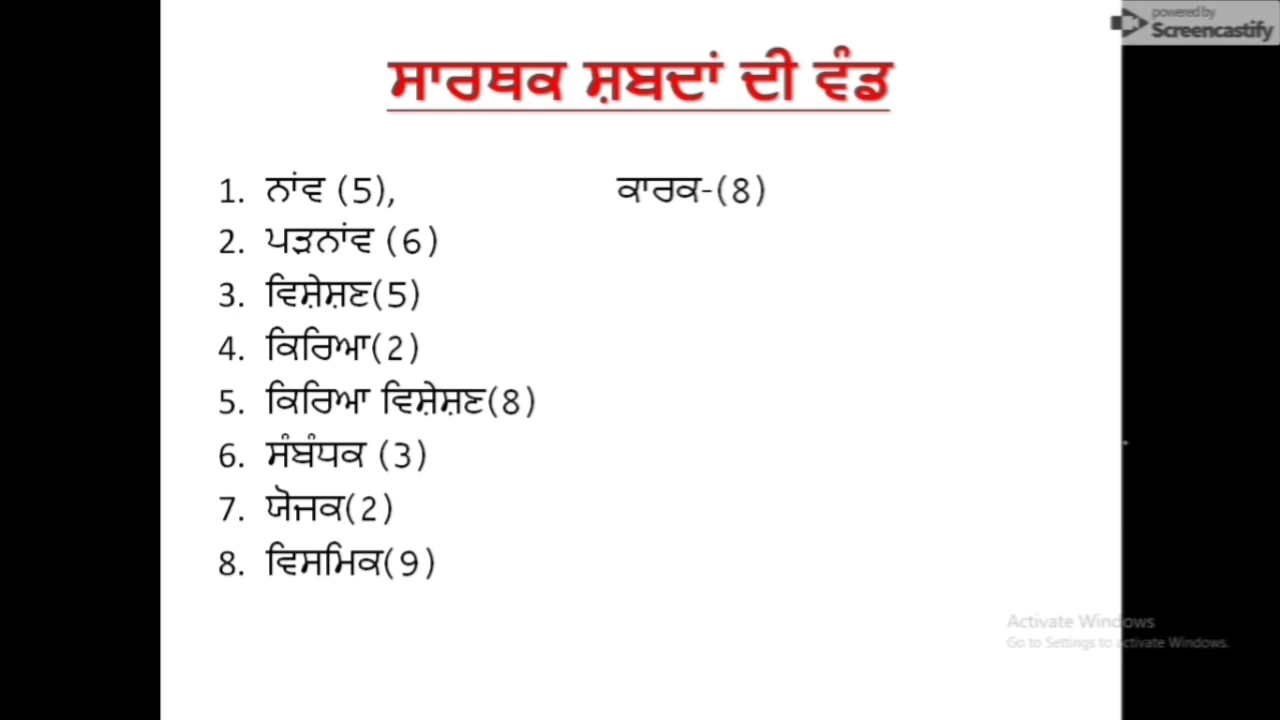 powered by
Screencastify
ਸਾਰਥਕ ਸ਼ਬਦਾਂ ਦੀ ਵੰਡ
1. ਨਾਂਵ (5), ਕਾਰਕ-(8)
2. ਪੜਨਾਂਵ (6)
3. ਵਿਸ਼ੇਸ਼ਣ(5)
4. ਕਿਰਿਆ(2)
5. ਕਿਰਿਆ ਵਿਸ਼ੇਸ਼ਣ(8)
6. ਸੰਬੰਧਕ (3)
7. ਯੋਜਕ(2)
8. ਵਿਸਮਿਕ(9)
Activate Windows
Go to Settings to activate Windows.